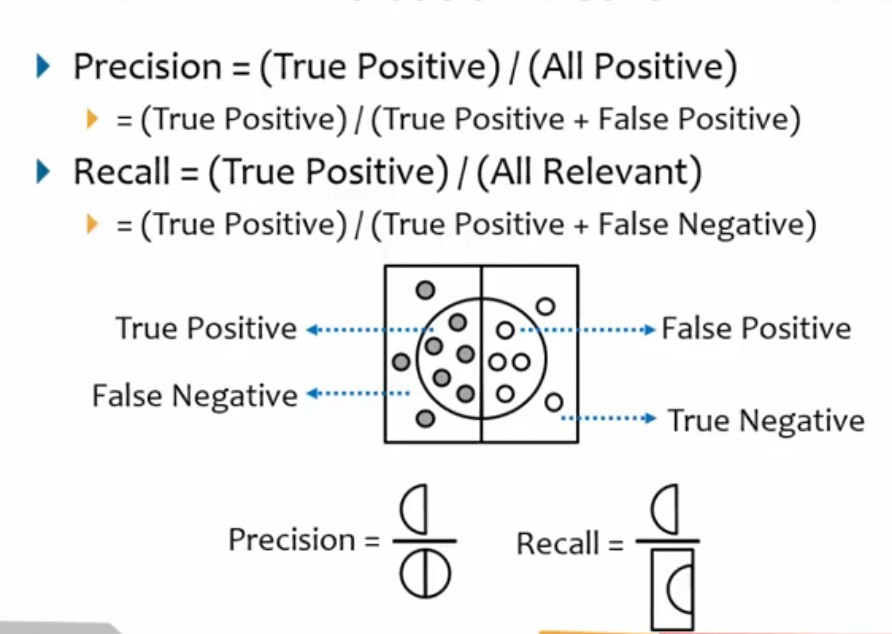 Precision = (True Positive) / (All Positive)
= (True Positive) / (True Positive + False Positive)
Recall = (True Positive) / (All Relevant)
= (True Positive) / (True Positive + False Negative)
True Positive
False Positive
False Negative
True Negative
Precision =
Recall =